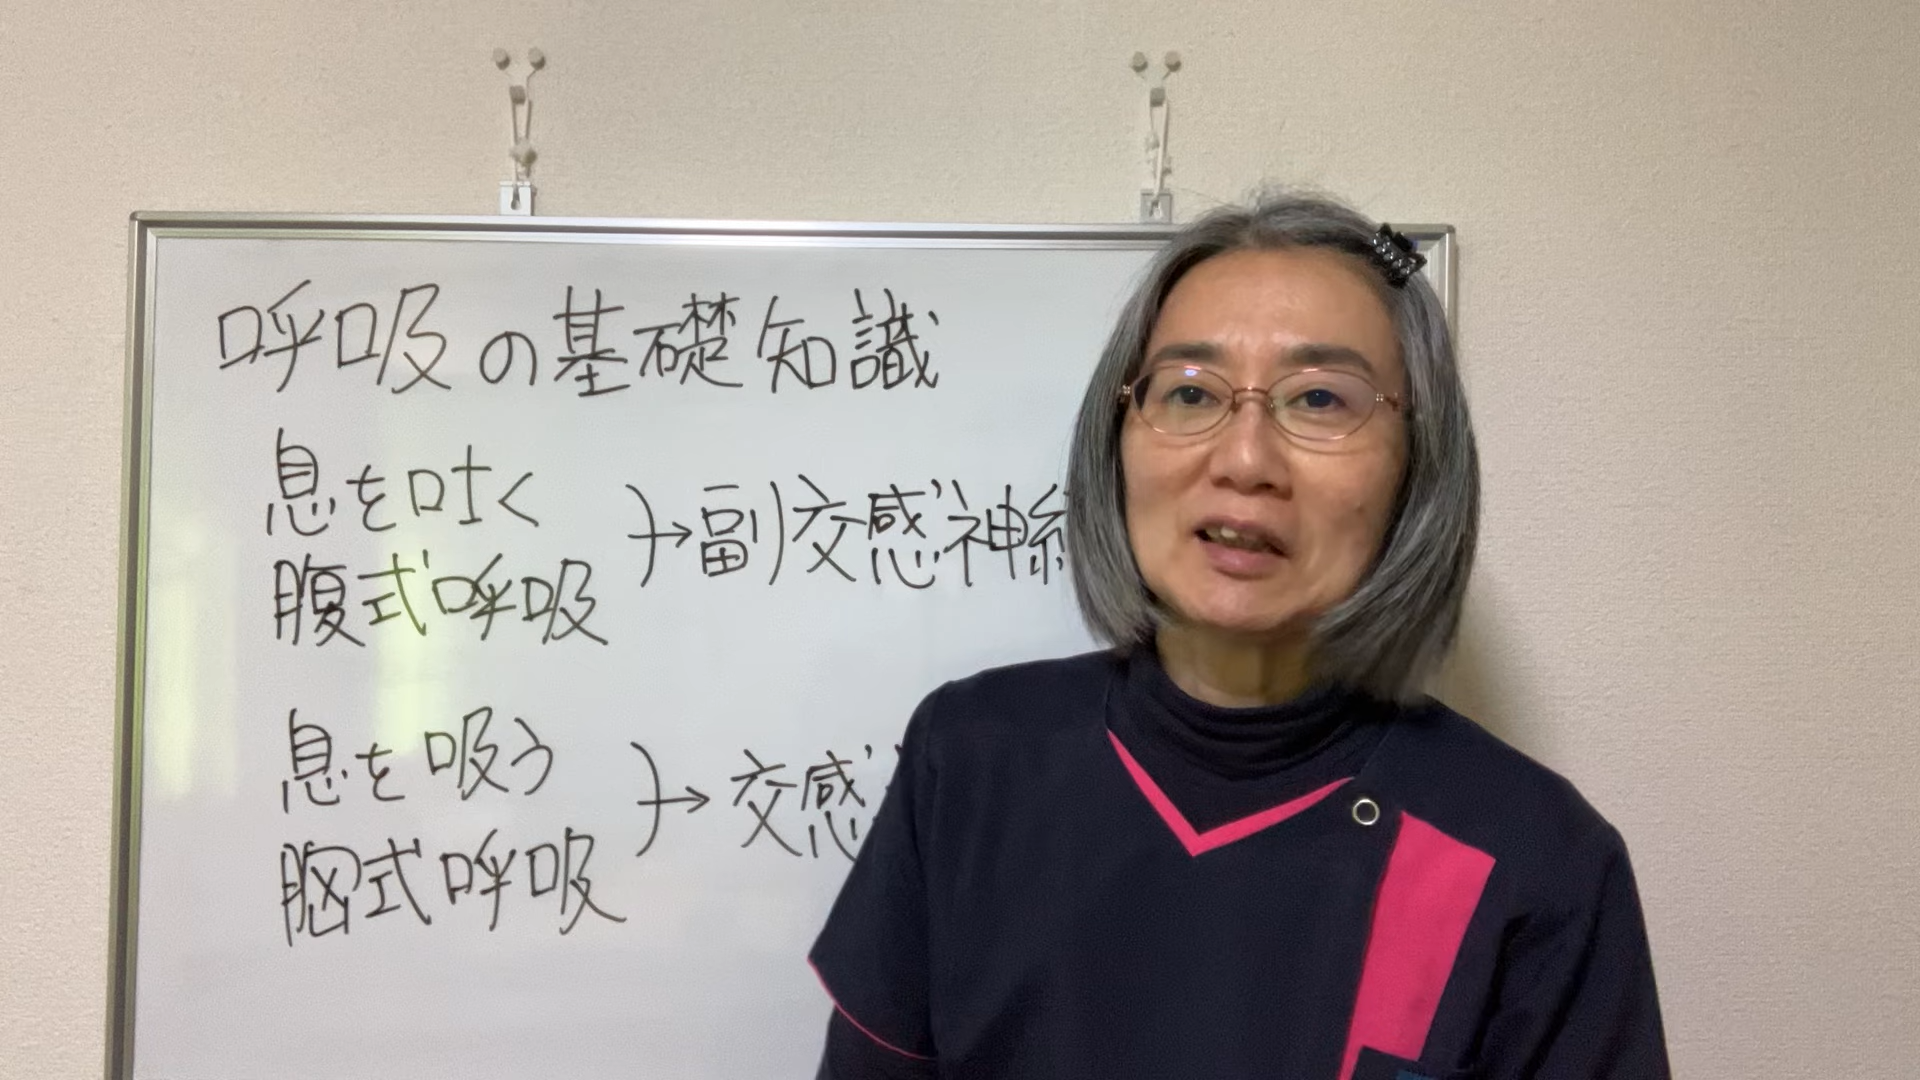 呼吸の基礎知識
息を吐く
腹式呼吸
→副交感神経
息を吸う
胸式呼吸
→交感